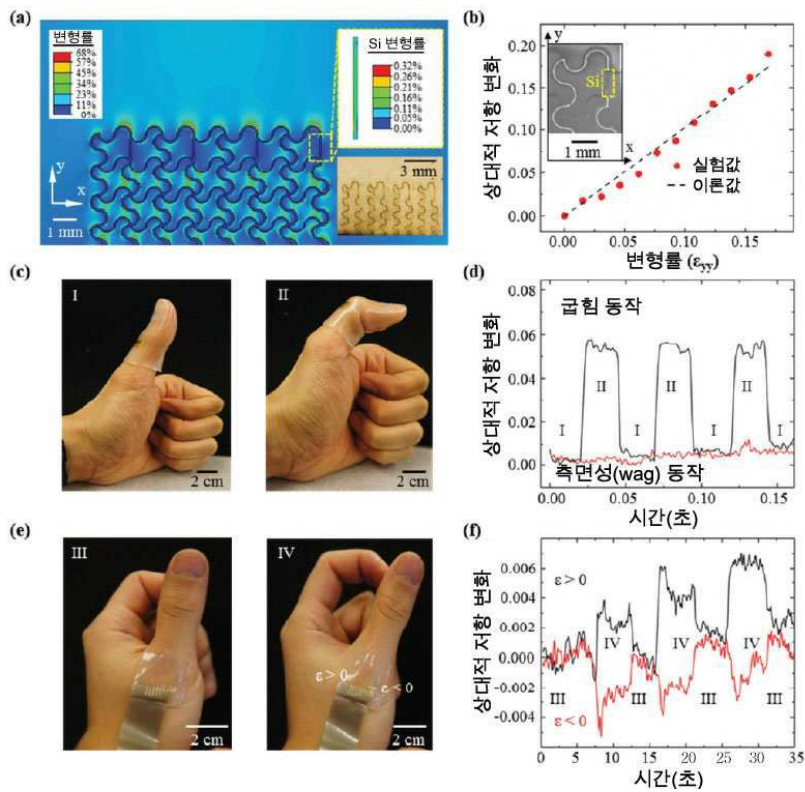 (a)
변형률
68%
57%
45%
34%
23%
11%
0%
Si 변형률
0.32%
0.26%
0.21%
0.16%
0.11%
0.05%
0.00%
y
x
1 mm
3 mm
(b)
상대적 저항 변화
0.20
0.15
0.10
0.05
0.00
y
Si
x
1 mm
실험값
이론값
0.00 0.05 0.10 0.15
변형률 (εyy)
(c)
I
2 cm
II
2 cm
(d)
상대적 저항 변화
0.08
0.06
0.04
0.02
0.00
굽힘 동작
II II II
I I I I
측면성(wag) 동작
0.00 0.05 0.10 0.15
시간(초)
(e)
III
2 cm
IV
ε > 0
ε < 0
2 cm
(f)
상대적 저항 변화
0.006
0.004
0.002
0.000
-0.002
-0.004
ε > 0
IV IV IV
III III III III
ε<0
0 5 10 15 20 25 30 35
시간(초)